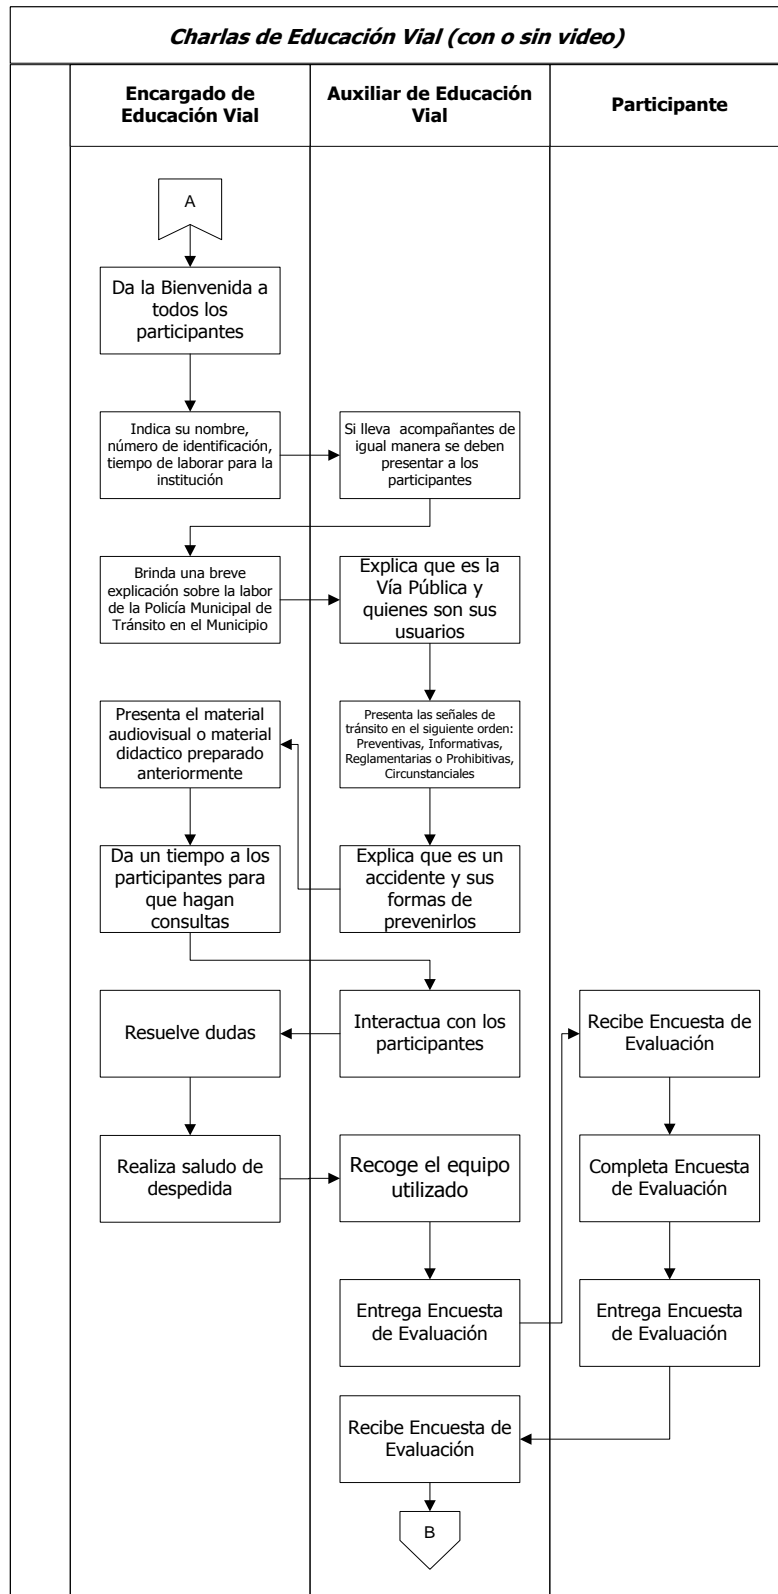 Charlas de Educación Vial (con o sin video)
Encargado de
Educación Vial
Auxiliar de Educación
Vial
Participante
A
Da la Bienvenida a
todos los
participantes
Indica su nombre,
número de identificación,
tiempo de laborar para la
institución
Si lleva  acompañantes de
igual manera se deben
presentar a los
participantes
Brinda una breve
explicación sobre la labor
de la Policía Municipal de
Tránsito en el Municipio
Explica que es la
Vía Pública y
quienes son sus
usuarios
Presenta las señales de
tránsito en el siguiente orden:
Preventivas, Informativas,
Reglamentarias o Prohibitivas,
Circunstanciales
Presenta el material
audiovisual o material
didactico preparado
anteriormente
Explica que es un
accidente y sus
formas de
prevenirlos
Da un tiempo a los
participantes para
que hagan
consultas
Interactua con los
participantes
Resuelve dudas
Realiza saludo de
despedida
Recoge el equipo
utilizado
Entrega Encuesta
de Evaluación
Recibe Encuesta de
Evaluación
Completa Encuesta
de Evaluación
Entrega Encuesta
de Evaluación
Recibe Encuesta de
Evaluación
B